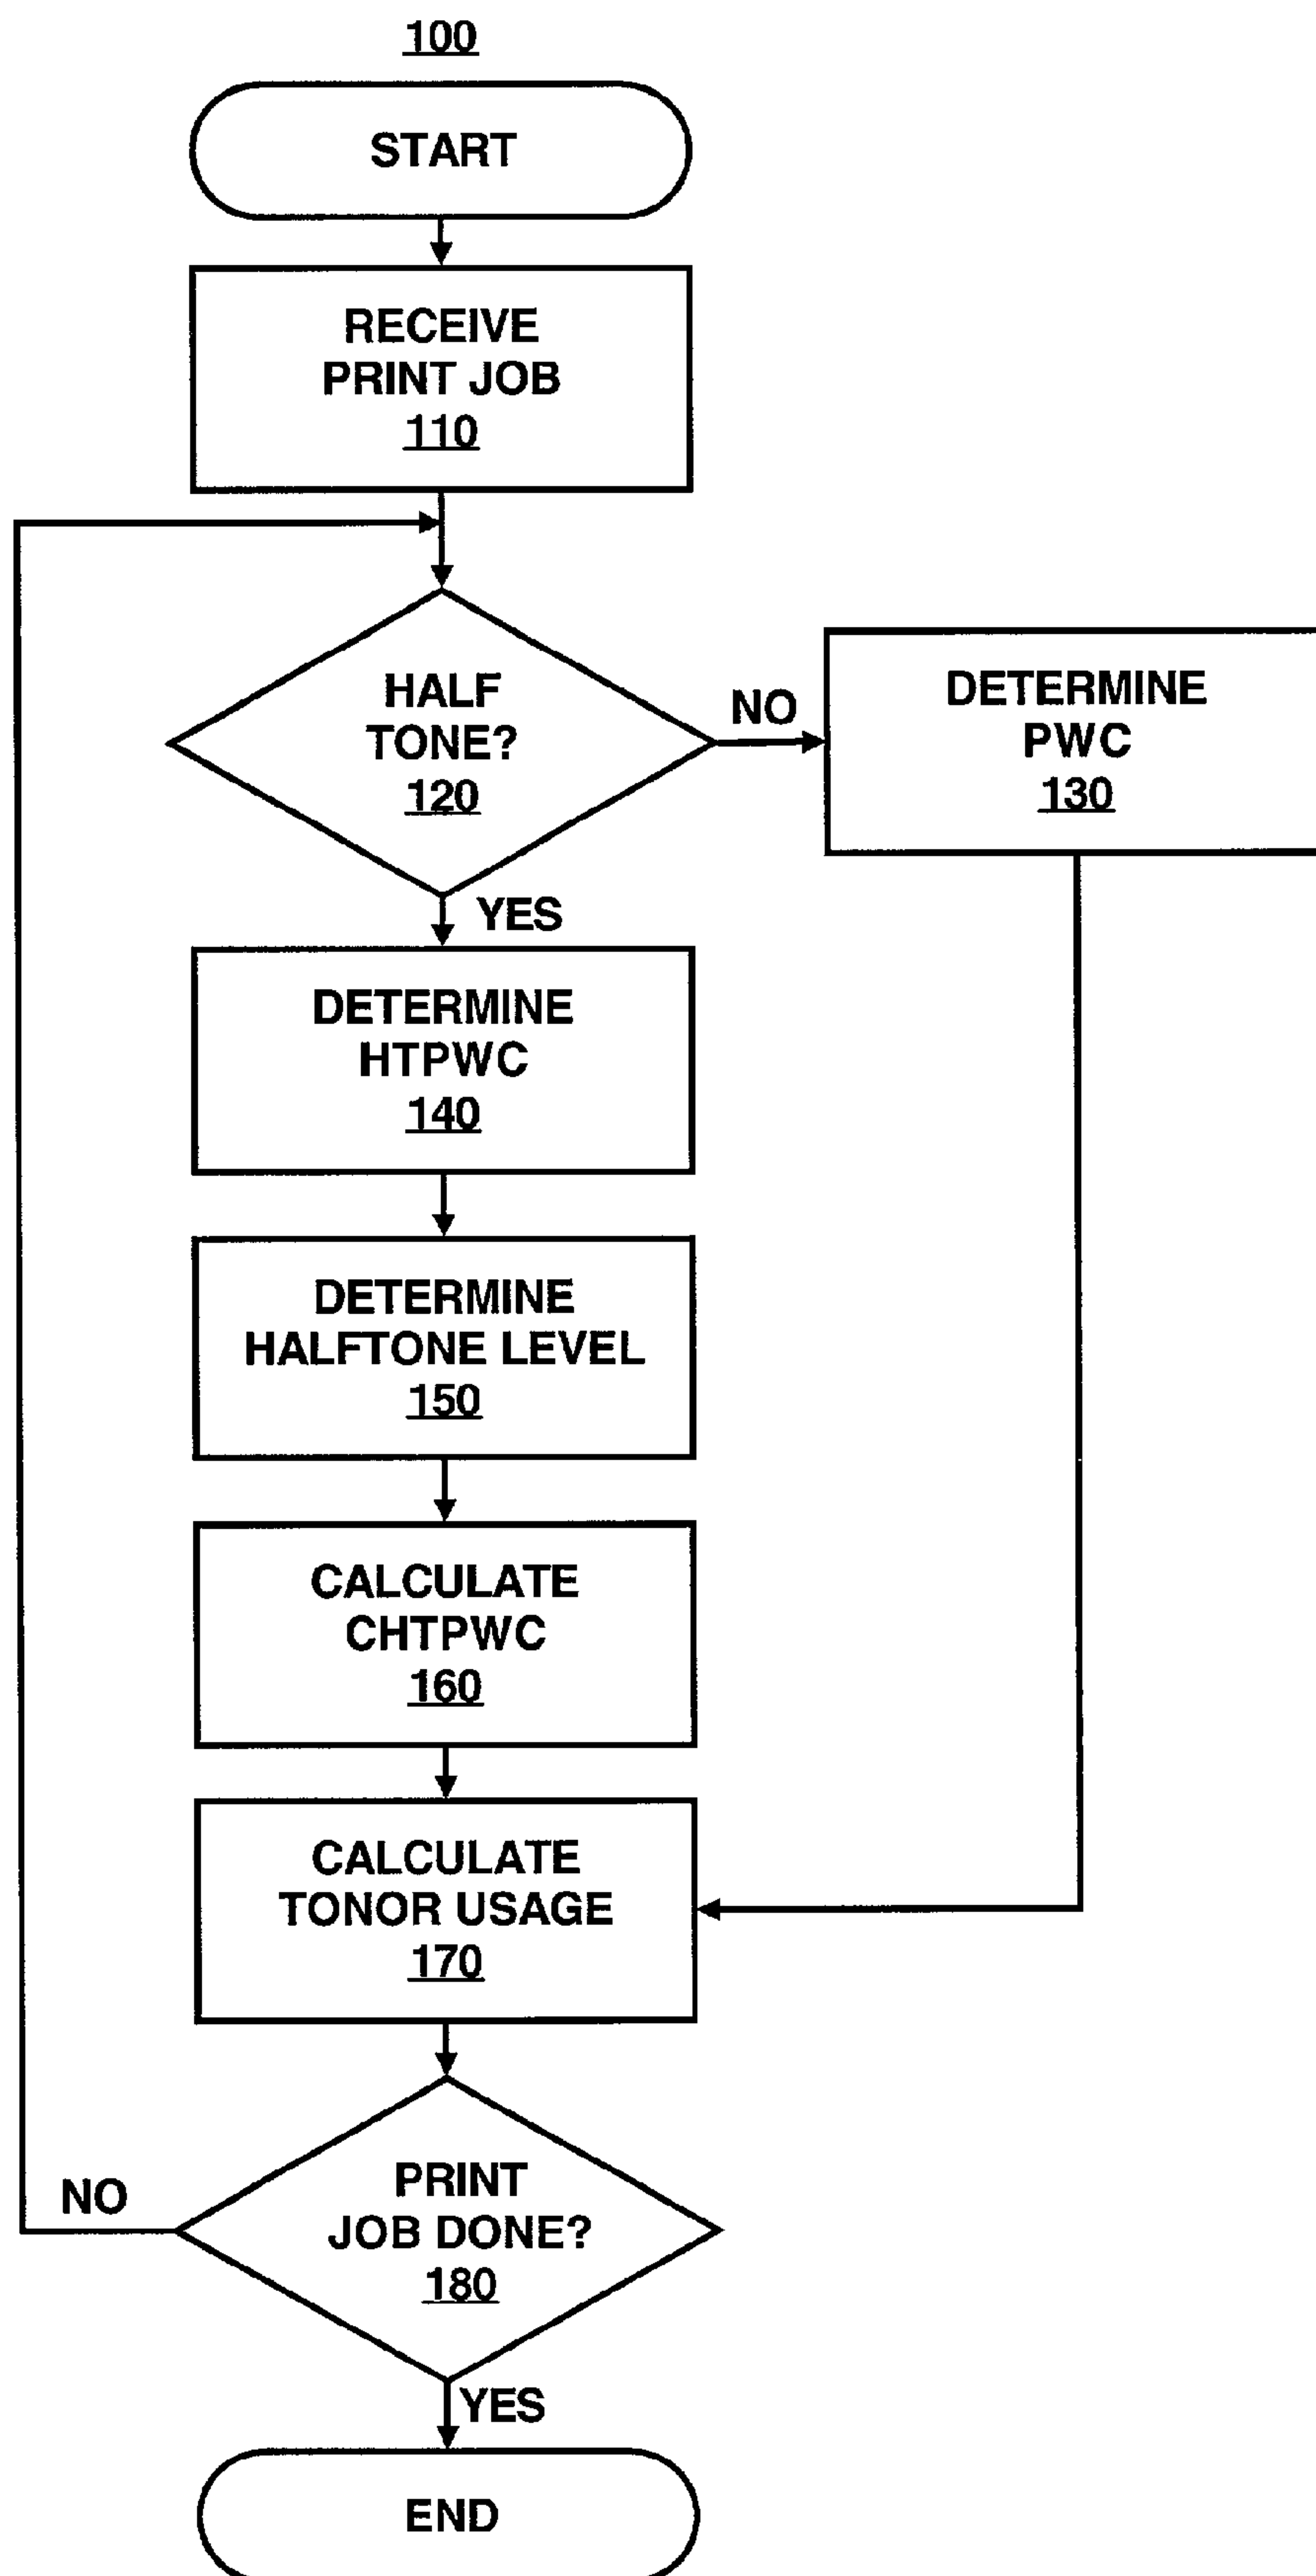 100
START
RECEIVE
PRINT JOB
110
HALF
TONE?
120
NO
DETERMINE
PWC
130
YES
DETERMINE
HTPWC
140
DETERMINE
HALFTONE LEVEL
150
CALCULATE
CHTPWC
160
CALCULATE
TONOR USAGE
170
PRINT
JOB DONE?
180
NO
YES
END